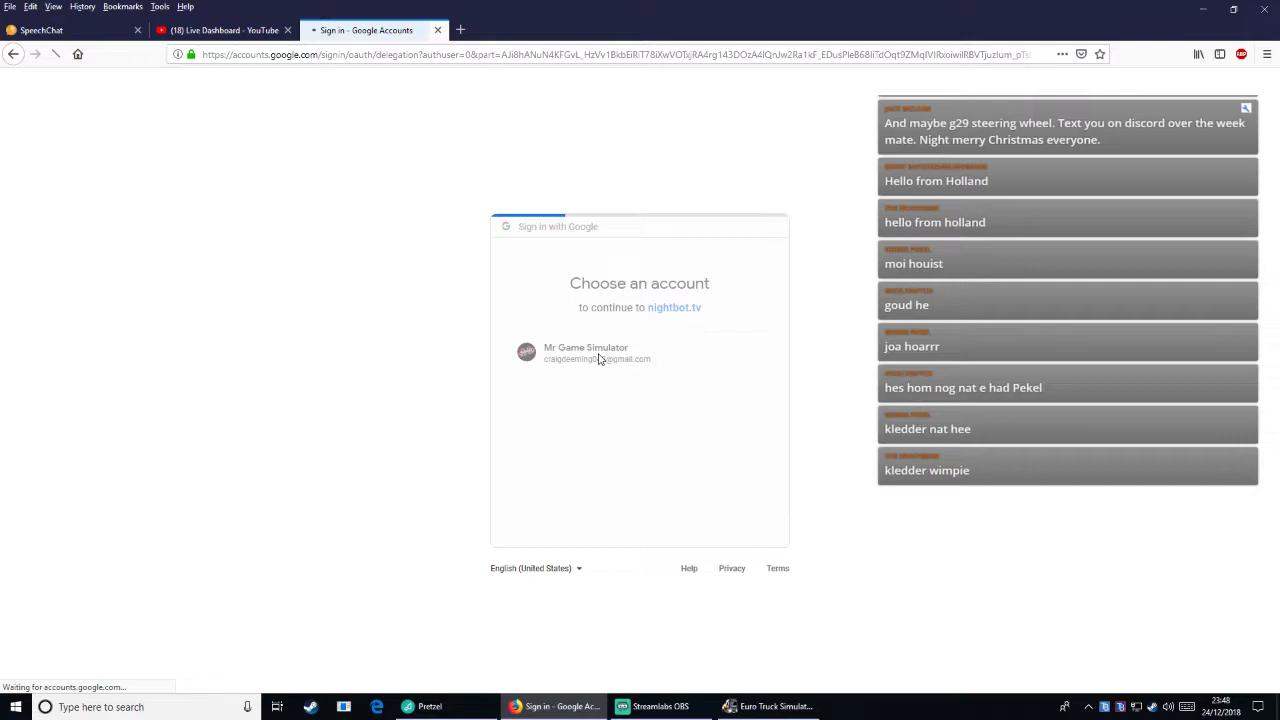 File Edit View History Bookmarks Tools Help
SpeechChat
(18) Live Dashboard - YouTube
Sign in - Google Accounts
Sign in with Google
Choose an account
to continue to nightbot.tv
Mr Game Simulator
And maybe g29 steering wheel. Text you on discord over the week
mate. Night merry Christmas everyone.
Hello from Holland
hello from holland
moi houist
goud he
joa hoarrr
hes hom nog nat e had Pekel
kledder nat hee
kledder wimpie
English (United States)
Help Privacy Terms
Waiting for accounts.google.com...
Type here to search
Pretzel
Sign in - Google Ac...
Streamlabs OBS
Euro Truck Simulat...
23:48
24/12/2018